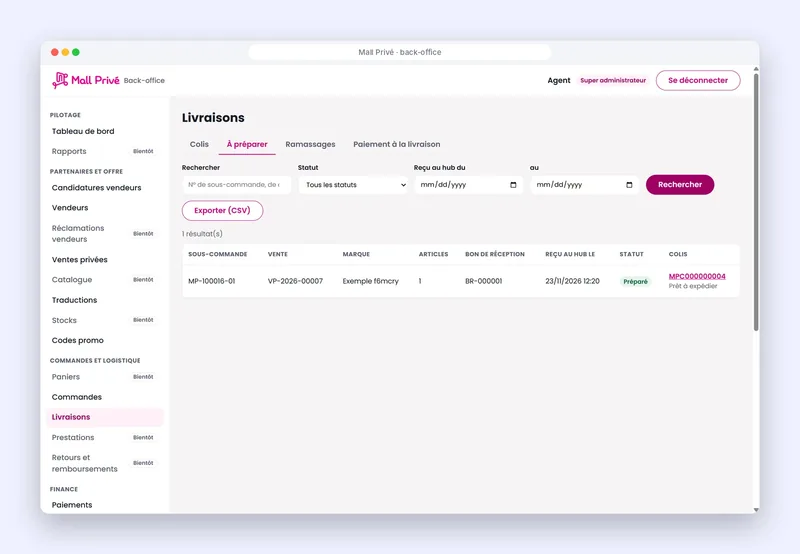 Mall Privé · back-office
Mall Privé Back-office
Agent Super administrateur Se déconnecter
PILOTAGE
Tableau de bord
Rapports Bientôt
PARTENAIRES ET OFFRE
Candidatures vendeurs
Vendeurs
Réclamations
vendeurs Bientôt
Ventes privées
Catalogue Bientôt
Traductions
Stocks Bientôt
Codes promo
COMMANDES ET LOGISTIQUE
Paniers Bientôt
Commandes
Livraisons
Prestations Bientôt
Retours et
remboursements Bientôt
FINANCE
Paiements
Livraisons
Colis À préparer Ramassages Paiement à la livraison
Rechercher Statut Reçu au hub du au
N° de sous-commande, de Tous les statuts mm/dd/yyyy mm/dd/yyyy Rechercher
Exporter (CSV)
1 résultat(s)
SOUS-COMMANDE VENTE MARQUE ARTICLES BON DE RÉCEPTION REÇU AU HUB LE STATUT COLIS
MP-100016-01 VP-2026-00007 Exemple f6mcry 1 BR-000001 23/11/2026 12:20 Préparé MPC000000004
Prêt à expédier